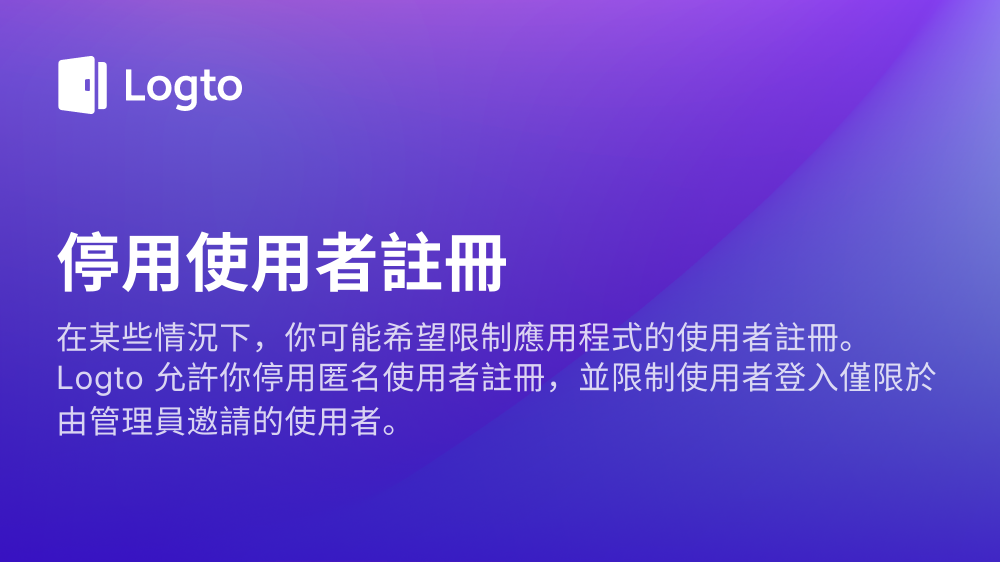 Logto
停用使用者註冊
在某些情況下，你可能希望限制應用程式的使用者註冊。
Logto 允許你停用匿名使用者註冊，並限制使用者登入僅限於
由管理員邀請的使用者。